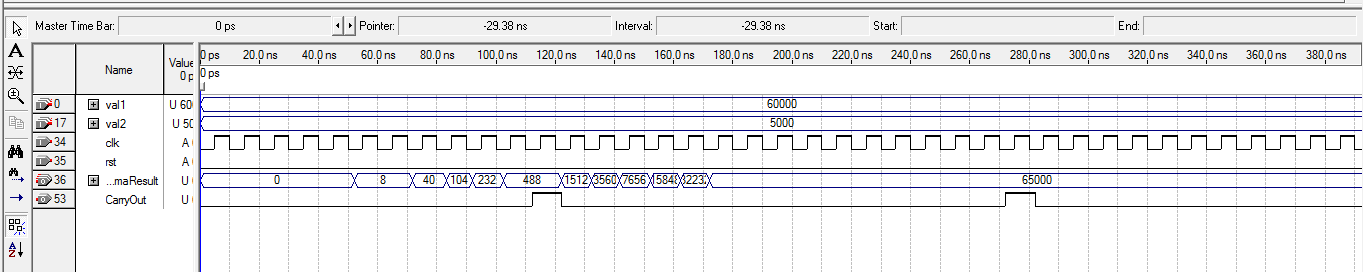 Master Time Bar: 0 ps Pointer: -29.38 ns Interval: -29.38 ns Start: End:
A
Name Value 0 p
0 ps 20.0 ns 40.0 ns 60.0 ns 80.0 ns 100.0 ns 120.0 ns 140.0 ns 160.0 ns 180.0 ns 200.0 ns 220.0 ns 240.0 ns 260.0 ns 280.0 ns 300.0 ns 320.0 ns 340.0 ns 360.0 ns 380.0 ns
0 ps
0 val1 U 60 60000
17 val2 U 50 5000
34 clk A
35 rst A
36 ...maResult U 0 8 40 104 232 488 1512 3560 7656 15848 65000
53 CarryOut U
A
Z